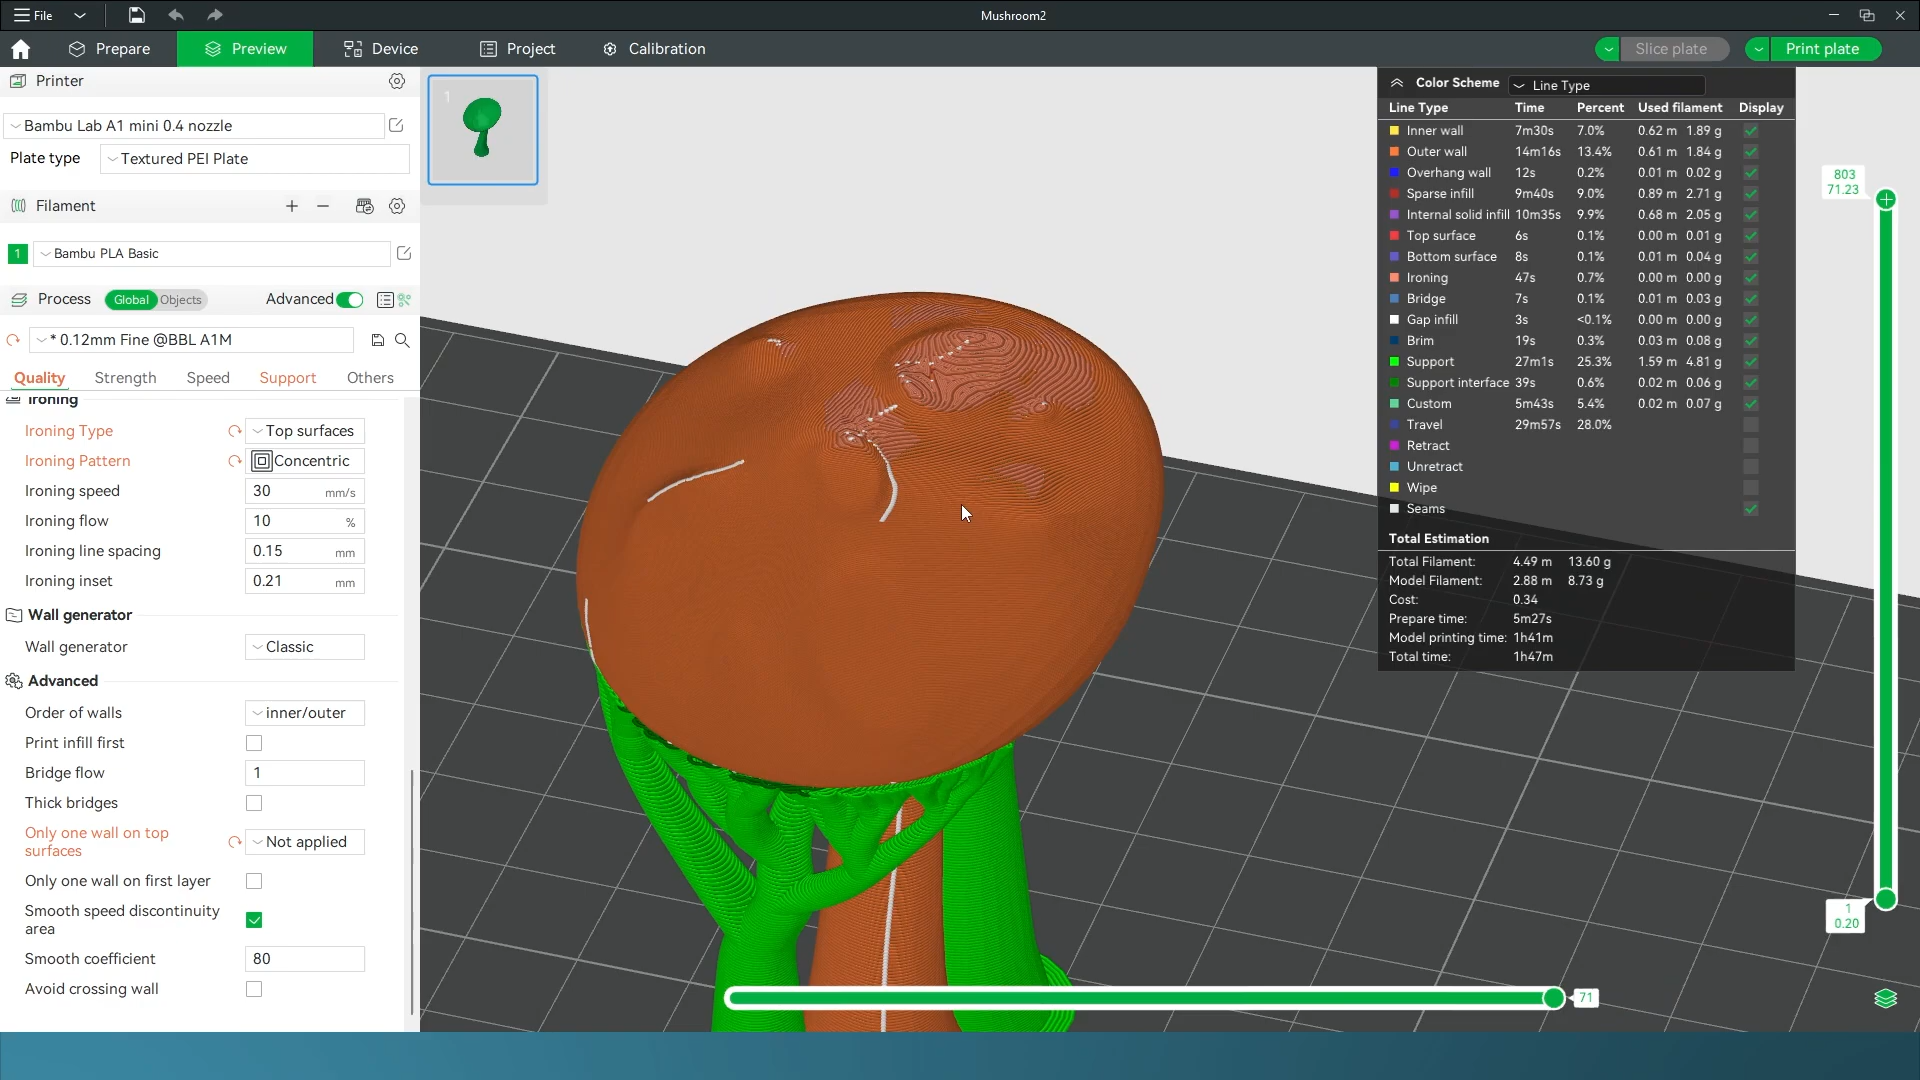 File
Mushroom2
Prepare
Preview
Device
Project
Calibration
Slice plate
Print plate
Printer
Bambu Lab A1 mini 0.4 nozzle
Plate type
Textured PEI Plate
Filament
1
Bambu PLA Basic
Process
Global
Objects
Advanced
* 0.12mm Fine @BBL A1M
Quality
Strength
Speed
Support
Others
Ironing
Ironing Type Top surfaces
Ironing Pattern Concentric
Ironing speed 30 mm/s
Ironing flow 10 %
Ironing line spacing 0.15 mm
Ironing inset 0.21 mm
Wall generator
Wall generator Classic
Advanced
Order of walls inner/outer
Print infill first
Bridge flow 1
Thick bridges
Only one wall on top
surfaces
Not applied
Only one wall on first layer
Smooth speed discontinuity
area
Smooth coefficient 80
Avoid crossing wall
1
Color Scheme Line Type
Line Type Time Percent Used filament Display
Inner wall 7m30s 7.0% 0.62 m 1.89 g
Outer wall 14m16s 13.4% 0.61 m 1.84 g
Overhang wall 12s 0.2% 0.01 m 0.02 g
Sparse infill 9m40s 9.0% 0.89 m 2.71 g
Internal solid infill 10m35s 9.9% 0.68 m 2.05 g
Top surface 6s 0.1% 0.00 m 0.01 g
Bottom surface 8s 0.1% 0.01 m 0.04 g
Ironing 47s 0.7% 0.00 m 0.00 g
Bridge 7s 0.1% 0.01 m 0.03 g
Gap infill 3s <0.1% 0.00 m 0.00 g
Brim 19s 0.3% 0.03 m 0.08 g
Support 27m1s 25.3% 1.59 m 4.81 g
Support interface 39s 0.6% 0.02 m 0.06 g
Custom 5m43s 5.4% 0.02 m 0.07 g
Travel 29m57s 28.0%
Retract
Unretract
Wipe
Seams
Total Estimation
Total Filament: 4.49 m 13.60 g
Model Filament: 2.88 m 8.73 g
Cost: 0.34
Prepare time: 5m27s
Model printing time: 1h41m
Total time: 1h47m
803
71.23
1
0.20
71